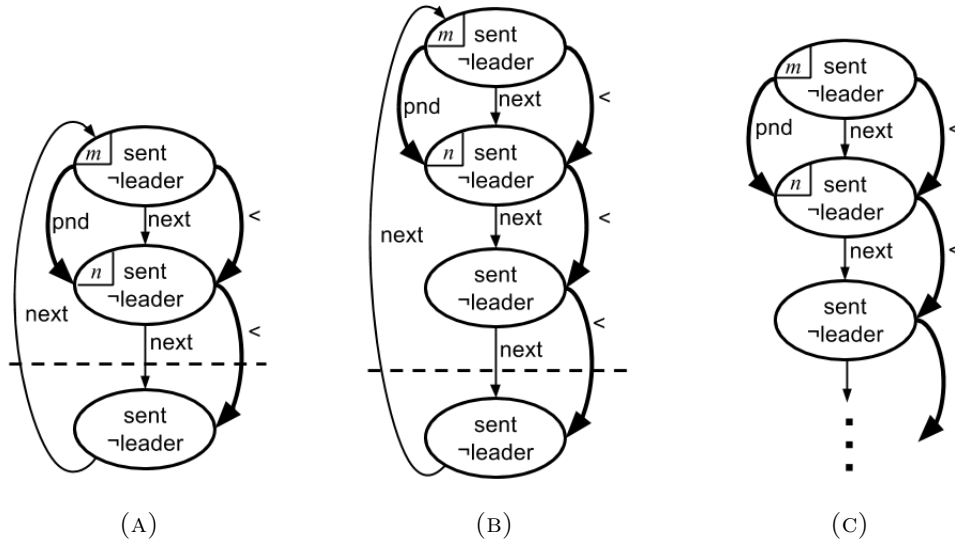 m
sent
¬leader
pnd
next
<
n
sent
¬leader
next
next
<
sent
¬leader
(A)
m
sent
¬leader
pnd
next
<
n
sent
¬leader
next
<
next
sent
¬leader
next
<
sent
¬leader
(B)
m
sent
¬leader
pnd
next
<
n
sent
¬leader
next
<
sent
¬leader
(C)